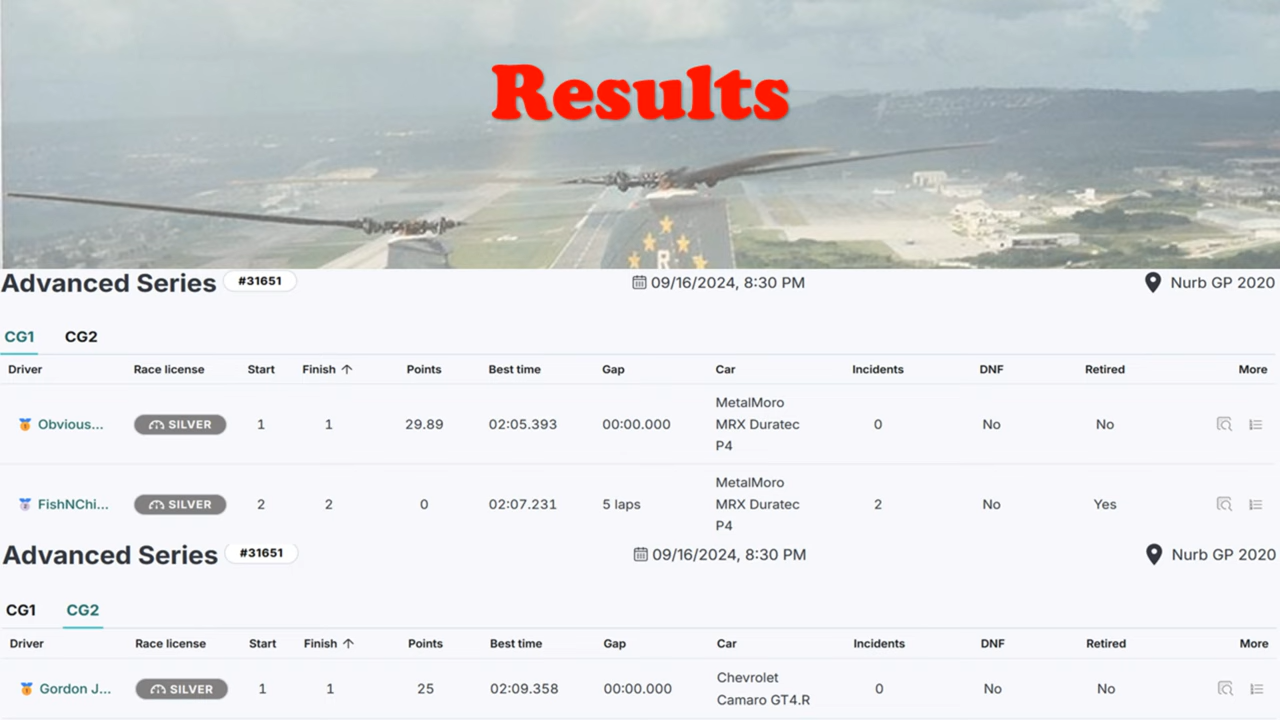 Results
R
Advanced Series #31651 09/16/2024, 8:30 PM Nurb GP 2020
CG1 CG2
Driver Race license Start Finish ↑ Points Best time Gap Car Incidents DNF Retired More
Obvious... SILVER 1 1 29.89 02:05.393 00:00.000 MetalMoro MRX Duratec P4 0 No No
FishNChi... SILVER 2 2 0 02:07.231 5 laps MetalMoro MRX Duratec P4 2 No Yes
Advanced Series #31651 09/16/2024, 8:30 PM Nurb GP 2020
CG1 CG2
Driver Race license Start Finish ↑ Points Best time Gap Car Incidents DNF Retired More
Gordon J... SILVER 1 1 25 02:09.358 00:00.000 Chevrolet Camaro GT4.R 0 No No